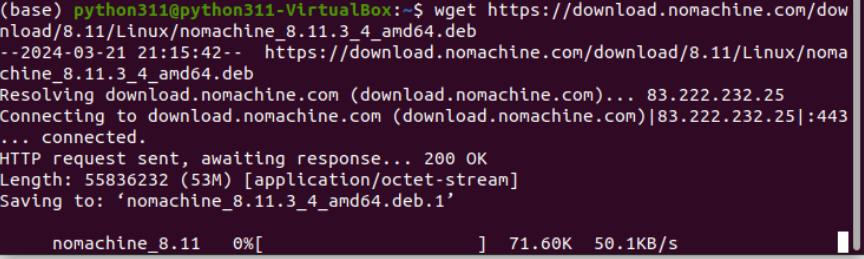 (base) python311@python311-VirtualBox:~$ wget https://download.nomachine.com/dow
nload/8.11/Linux/nomachine_8.11.3_4_amd64.deb
--2024-03-21 21:15:42--  https://download.nomachine.com/download/8.11/Linux/noma
chine_8.11.3_4_amd64.deb
Resolving download.nomachine.com (download.nomachine.com)... 83.222.232.25
Connecting to download.nomachine.com (download.nomachine.com)|83.222.232.25|:443
... connected.
HTTP request sent, awaiting response... 200 OK
Length: 55836232 (53M) [application/octet-stream]
Saving to: ‘nomachine_8.11.3_4_amd64.deb.1’
nomachine_8.11   0%[                    ]  71.60K  50.1KB/s